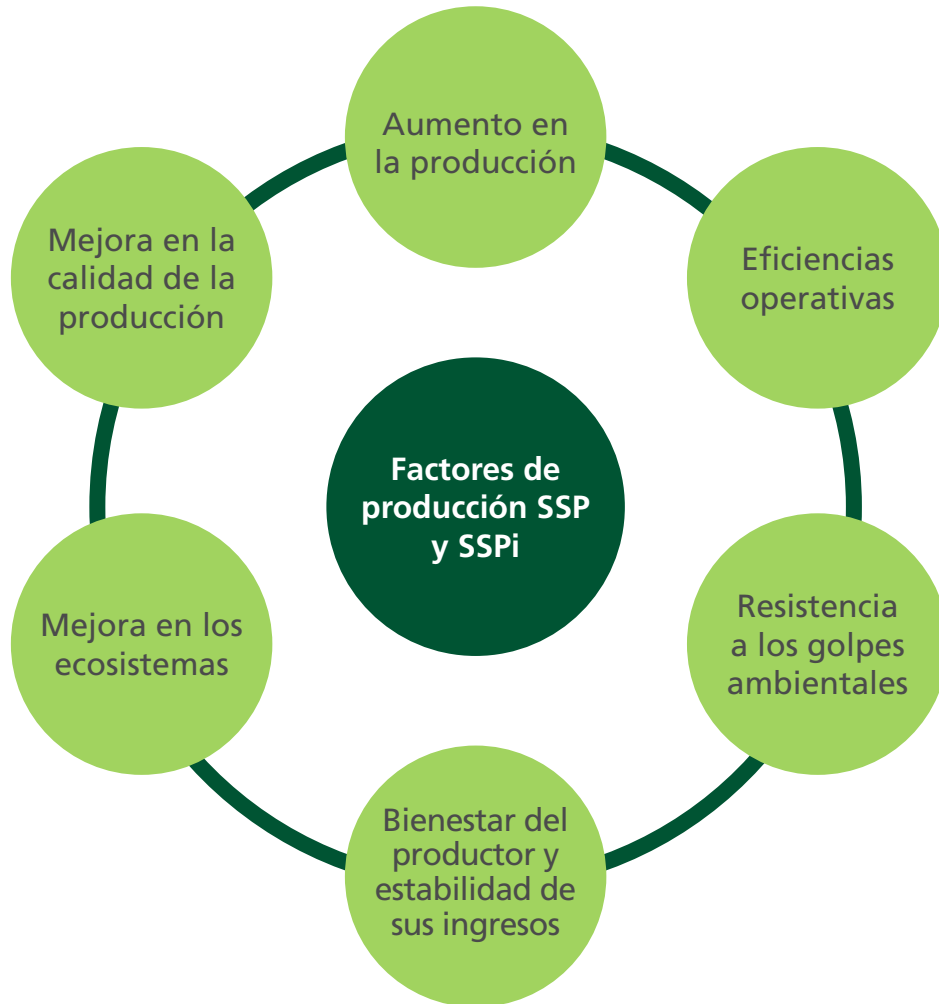 Aumento en
la producción
Eficiencias
operativas
Resistencia
a los golpes
ambientales
Bienestar del
productor y
estabilidad de
sus ingresos
Mejora en los
ecosistemas
Mejora en la
calidad de la
producción
Factores de
producción SSP
y SSPi